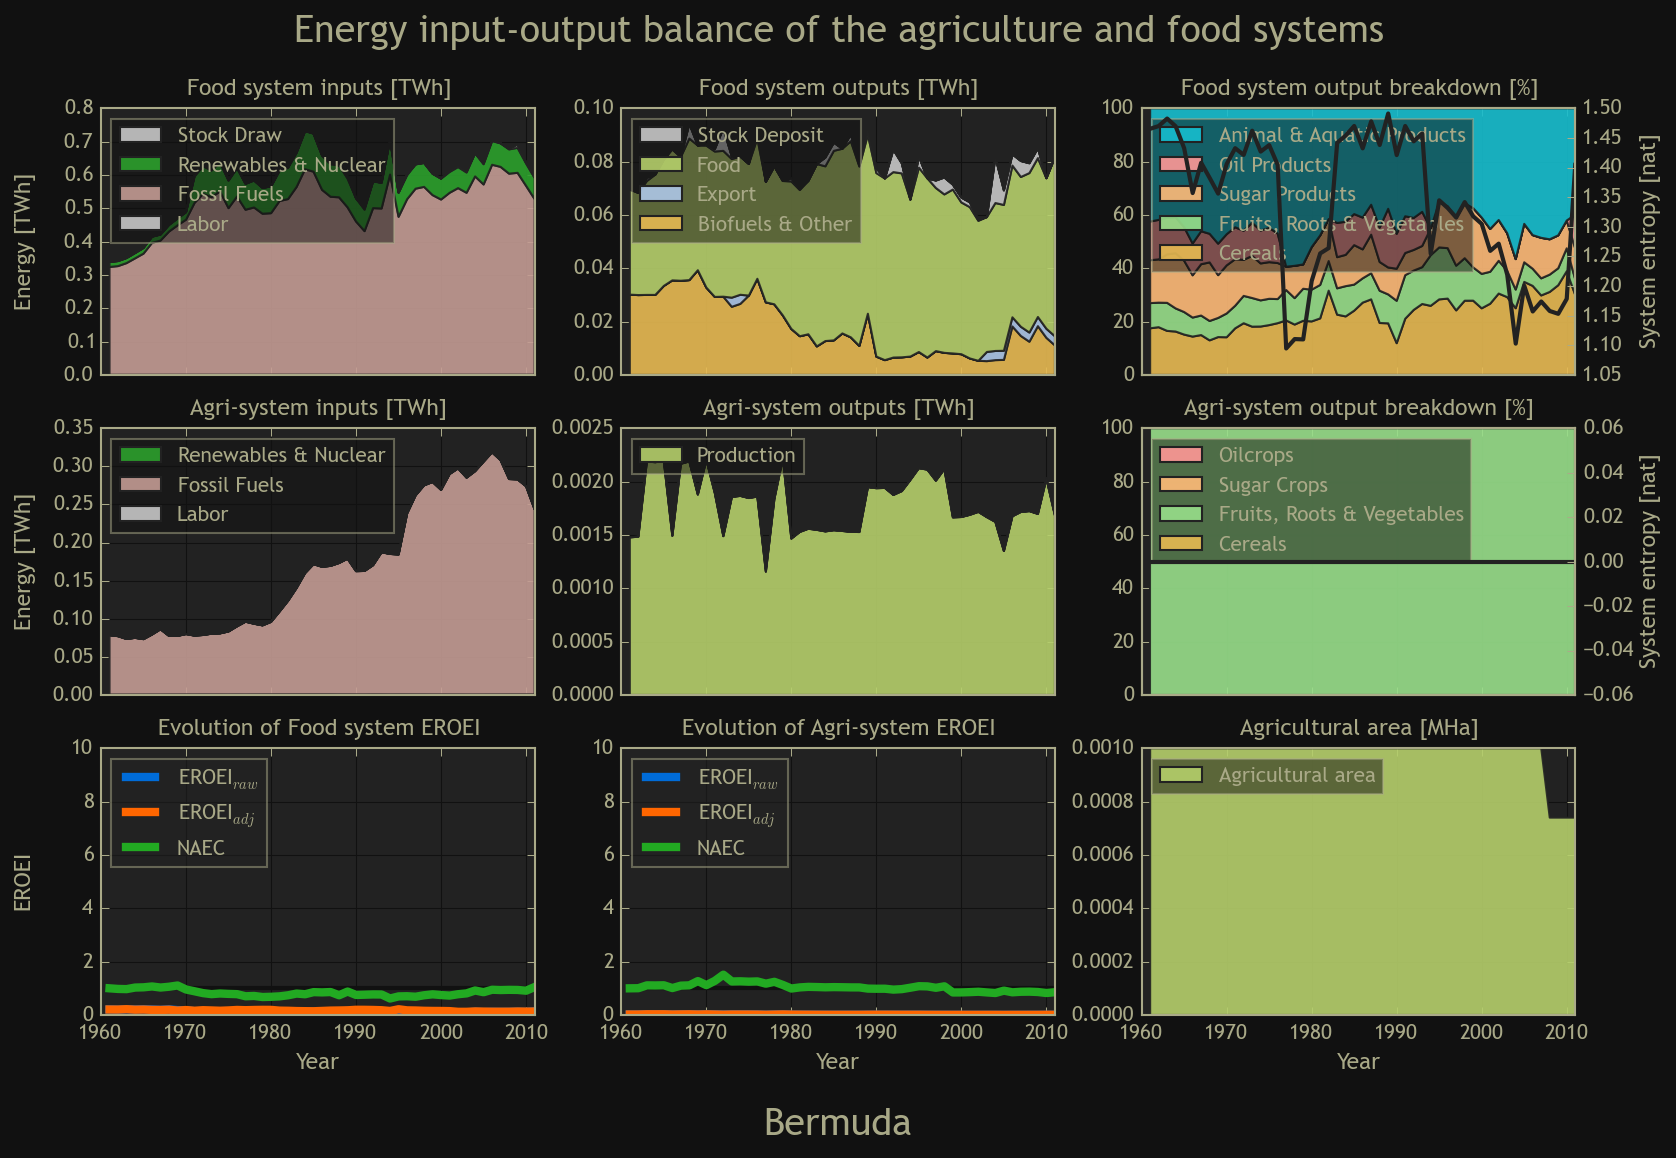 Energy input-output balance of the agriculture and food systems
Food system inputs [TWh]
Energy [TWh]
0.8
0.7
0.6
0.5
0.4
0.3
0.2
0.1
0.0
Stock Draw
Renewables & Nuclear
Fossil Fuels
Labor
Food system outputs [TWh]
0.10
0.08
0.06
0.04
0.02
0.00
Stock Deposit
Food
Export
Biofuels & Other
Food system output breakdown [%]
100
80
60
40
20
0
Animal & Aquatic Products
Oil Products
Sugar Products
Fruits, Roots & Vegetables
Cereals
1.50
1.45
1.40
1.35
1.30
1.25
1.20
1.15
1.10
1.05
System entropy [nat]
Agri-system inputs [TWh]
Energy [TWh]
0.35
0.30
0.25
0.20
0.15
0.10
0.05
0.00
Renewables & Nuclear
Fossil Fuels
Labor
Agri-system outputs [TWh]
0.0025
0.0020
0.0015
0.0010
0.0005
0.0000
Production
Agri-system output breakdown [%]
100
80
60
40
20
0
Oilcrops
Sugar Crops
Fruits, Roots & Vegetables
Cereals
0.06
0.04
0.02
0.00
−0.02
−0.04
−0.06
System entropy [nat]
Evolution of Food system EROEI
EROEI
10
8
6
4
2
0
EROEIraw
EROEIadj
NAEC
1960 1970 1980 1990 2000 2010
Year
Evolution of Agri-system EROEI
10
8
6
4
2
0
EROEIraw
EROEIadj
NAEC
1960 1970 1980 1990 2000 2010
Year
Agricultural area [MHa]
0.0010
0.0008
0.0006
0.0004
0.0002
0.0000
Agricultural area
1960 1970 1980 1990 2000 2010
Year
Bermuda